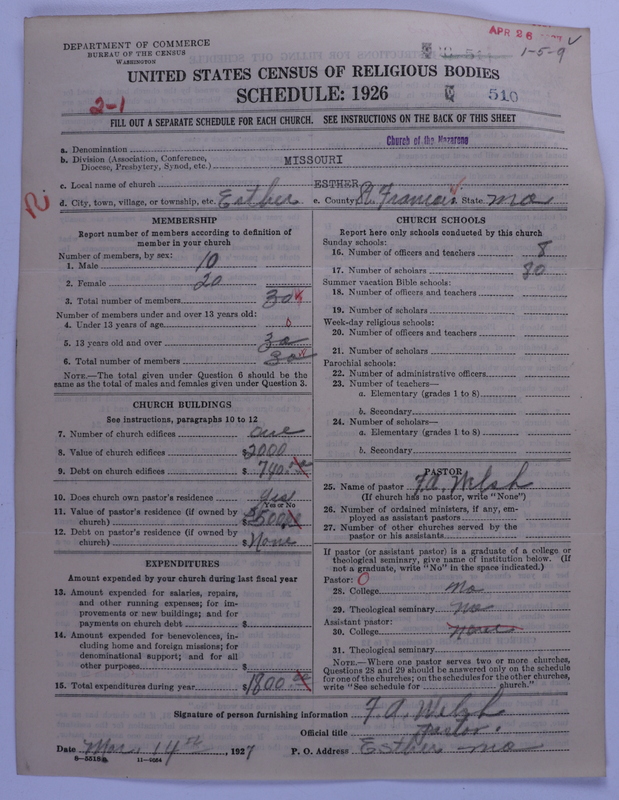 DEPARTMENT OF COMMERCE
BUREAU OF THE CENSUS
WASHINGTON
APR 26
1-5-9 v
UNITED STATES CENSUS OF RELIGIOUS BODIES
SCHEDULE: 1926
510
2-1
FILL OUT A SEPARATE SCHEDULE FOR EACH CHURCH. SEE INSTRUCTIONS ON THE BACK OF THIS SHEET
a. Denomination Church of the Nazarene
b. Division (Association, Conference, Diocese, Presbytery, Synod, etc.) MISSOURI
c. Local name of church ESTHER
d. City, town, village, or township, etc. Esther e. County St. Francis State Mo
MEMBERSHIP
Report number of members according to definition of
member in your church
Number of members, by sex:
1. Male 10
2. Female 20
3. Total number of members 30
Number of members under and over 13 years old:
4. Under 13 years of age 0
5. 13 years old and over 30
6. Total number of members 30
NOTE.—The total given under Question 6 should be the
same as the total of males and females given under Question 3.
CHURCH BUILDINGS
See instructions, paragraphs 10 to 12
7. Number of church edifices one
8. Value of church edifices $ 2000
9. Debt on church edifices $ 740.
10. Does church own pastor's residence yes
Yes or No
11. Value of pastor's residence (if owned by
church) $ 500
12. Debt on pastor's residence (if owned by
church) $ None
EXPENDITURES
Amount expended by your church during last fiscal year
13. Amount expended for salaries, repairs,
and other running expenses; for im-
provements or new buildings; and for
payments on church debt $
14. Amount expended for benevolences, in-
cluding home and foreign missions; for
denominational support; and for all
other purposes $
15. Total expenditures during year $ 1800.
CHURCH SCHOOLS
Report here only schools conducted by this church
Sunday schools:
16. Number of officers and teachers 8
17. Number of scholars 80
Summer vacation Bible schools:
18. Number of officers and teachers
19. Number of scholars
Week-day religious schools:
20. Number of officers and teachers
21. Number of scholars
Parochial schools:
22. Number of administrative officers
23. Number of teachers—
a. Elementary (grades 1 to 8)
b. Secondary
24. Number of scholars—
a. Elementary (grades 1 to 8)
b. Secondary
PASTOR
25. Name of pastor F. A. Welsh
(If church has no pastor, write "None")
26. Number of ordained ministers, if any, em-
ployed as assistant pastors
27. Number of other churches served by the
pastor or his assistants
If pastor (or assistant pastor) is a graduate of a college or
theological seminary, give name of institution below. (If
not a graduate, write "No" in the space indicated.)
Pastor: 0
28. College no
29. Theological seminary no
Assistant pastor:
30. College None
31. Theological seminary
NOTE.—Where one pastor serves two or more churches,
Questions 28 and 29 should be answered only on the schedule
for one of the churches; on the schedules for the other churches,
write "See schedule for church."
Signature of person furnishing information F. A. Welsh
Official title Pastor.
Date Mar. 14th, 1927 P. O. Address Esther Mo
11-9054